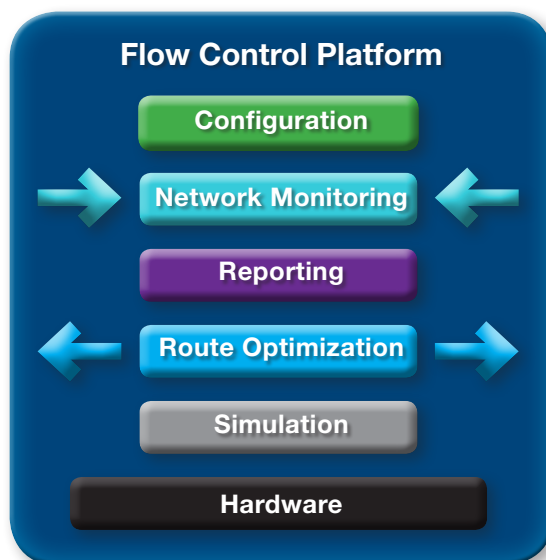 Flow Control Platform
Configuration
Network Monitoring
Reporting
Route Optimization
Simulation
Hardware